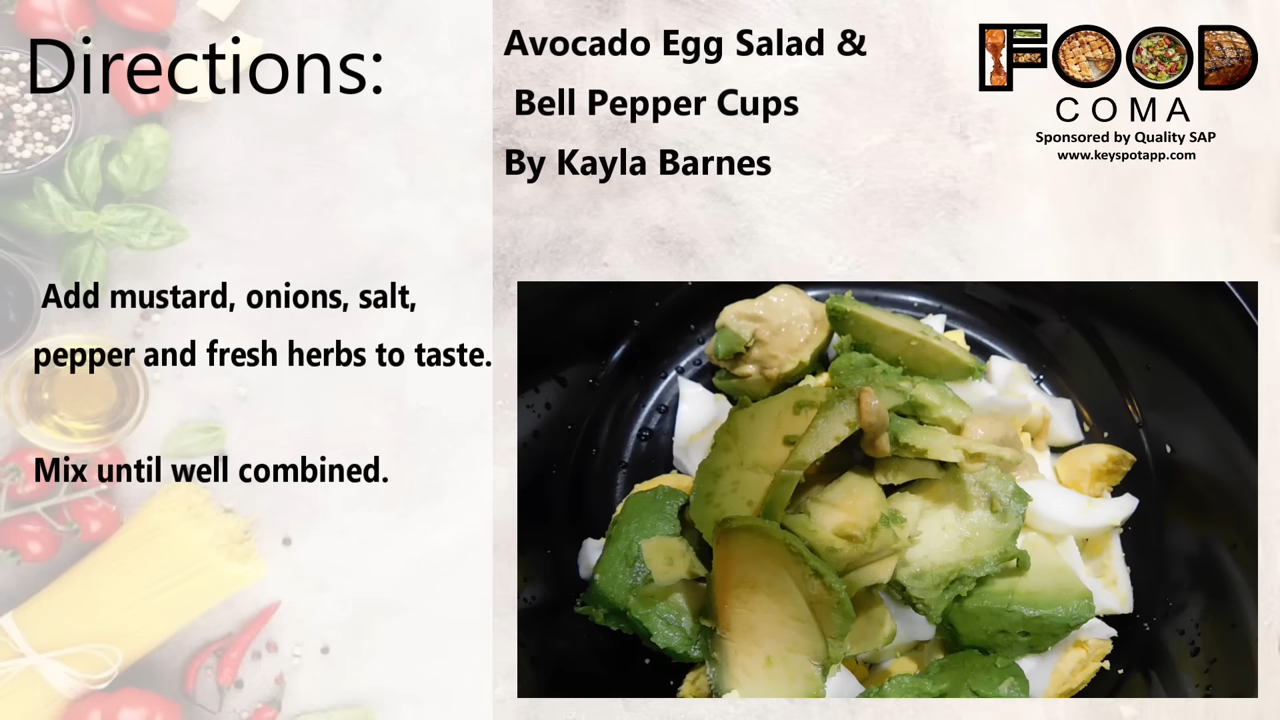 Directions:
Add mustard, onions, salt,
pepper and fresh herbs to taste.
Mix until well combined.
Avocado Egg Salad &
Bell Pepper Cups
By Kayla Barnes
FOOD
COMA
Sponsored by Quality SAP
www.keyspotapp.com